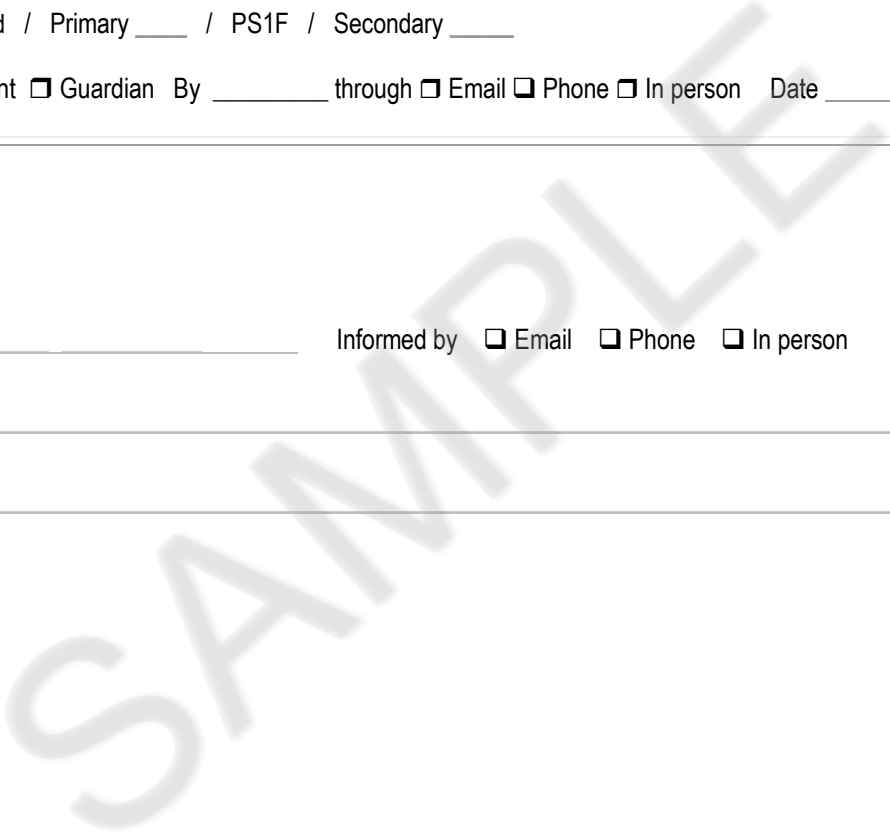 / Primary ____ / PS1F / Secondary _____
❒ Guardian By _________ through ❒ Email ❑ Phone ❒ In person Date _____
Informed by ❑ Email ❑ Phone ❑ In person
SAMPLE